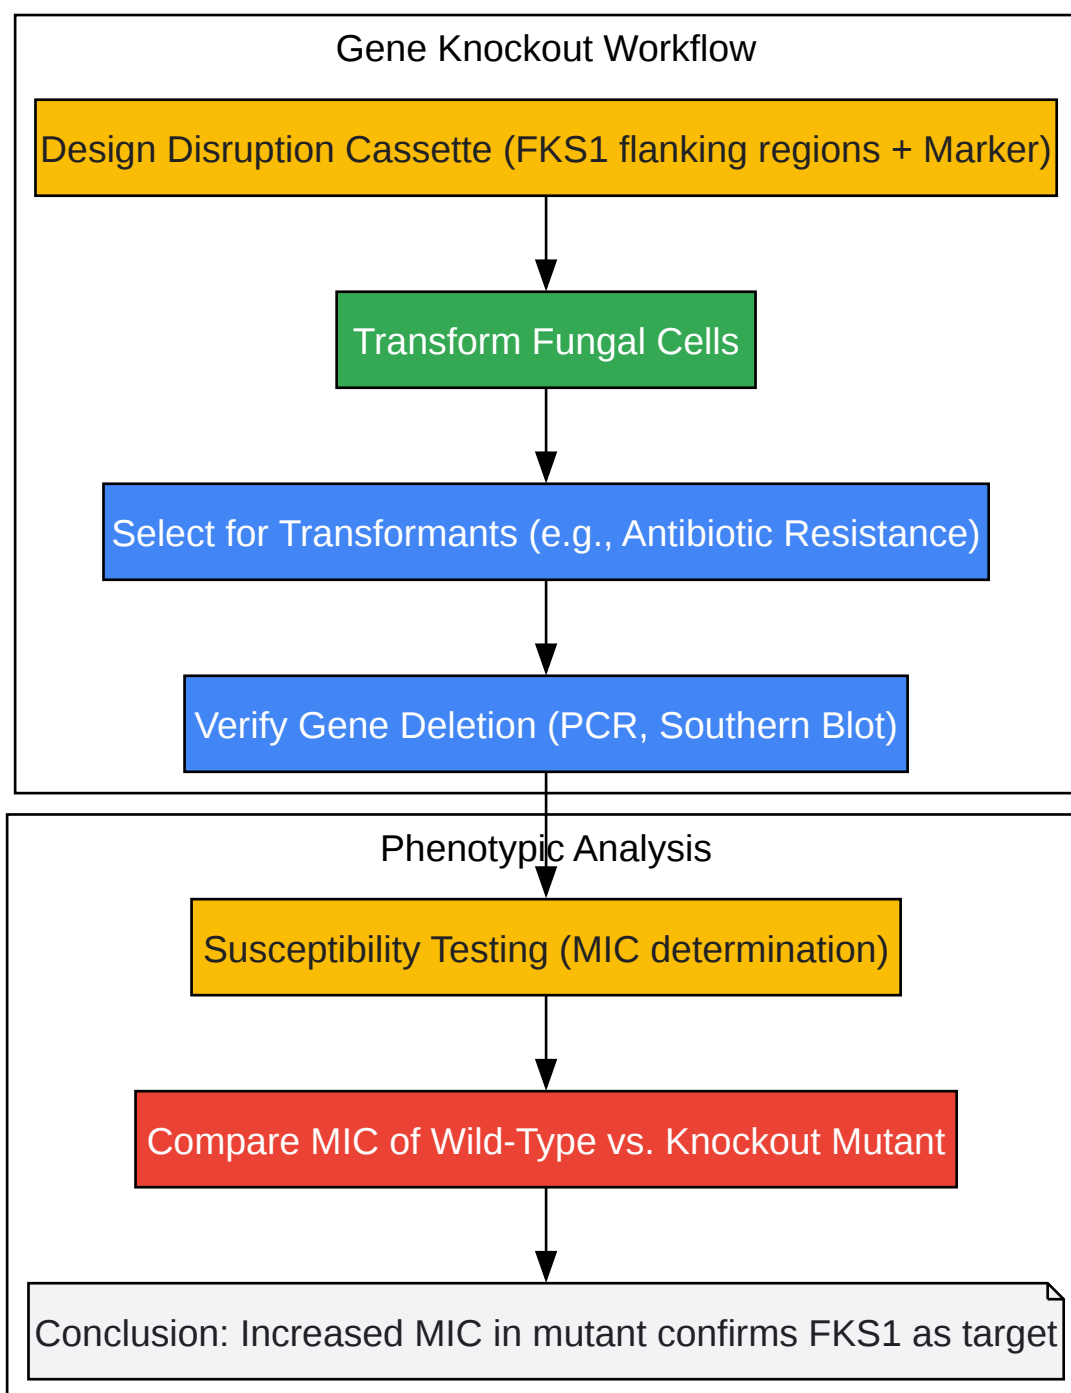 Gene Knockout Workflow
Design Disruption Cassette (FKS1 flanking regions + Marker)
Transform Fungal Cells
Select for Transformants (e.g., Antibiotic Resistance)
Verify Gene Deletion (PCR, Southern Blot)
Phenotypic Analysis
Susceptibility Testing (MIC determination)
Compare MIC of Wild-Type vs. Knockout Mutant
Conclusion: Increased MIC in mutant confirms FKS1 as target